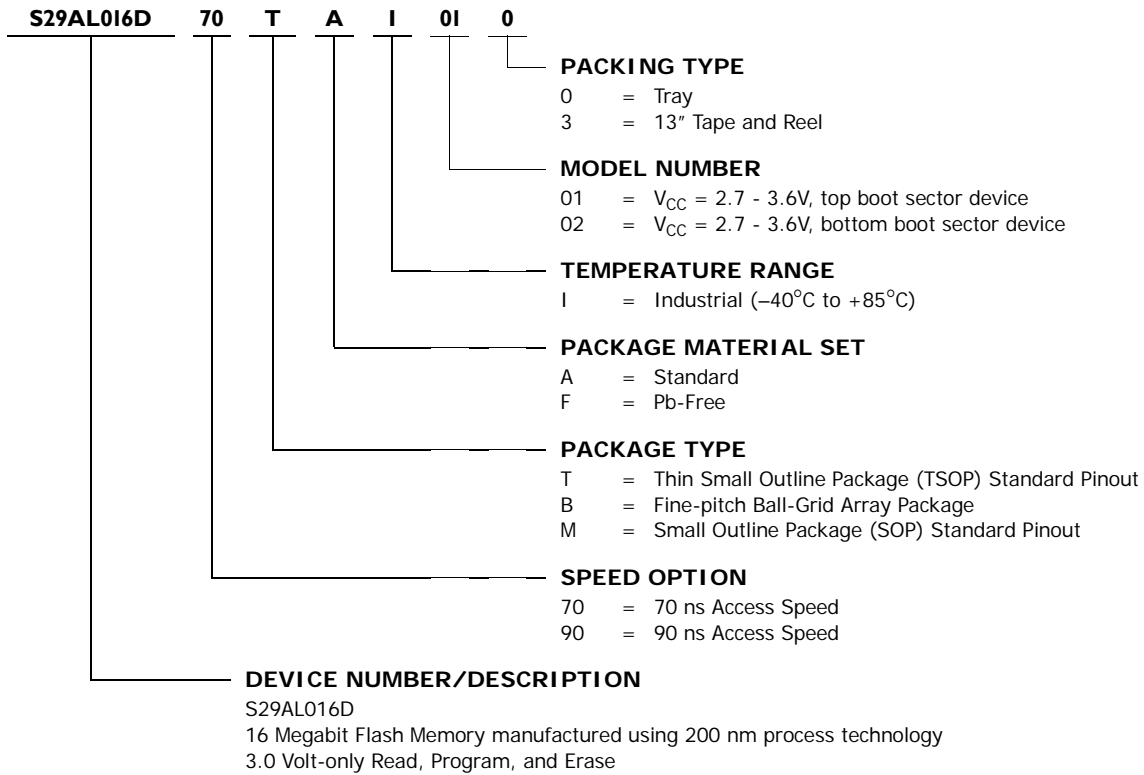 S29AL016D 70 T A I 01 0
PACKING TYPE
0 = Tray
3 = 13″ Tape and Reel
MODEL NUMBER
01 = VCC = 2.7 - 3.6V, top boot sector device
02 = VCC = 2.7 - 3.6V, bottom boot sector device
TEMPERATURE RANGE
I = Industrial (–40°C to +85°C)
PACKAGE MATERIAL SET
A = Standard
F = Pb-Free
PACKAGE TYPE
T = Thin Small Outline Package (TSOP) Standard Pinout
B = Fine-pitch Ball-Grid Array Package
M = Small Outline Package (SOP) Standard Pinout
SPEED OPTION
70 = 70 ns Access Speed
90 = 90 ns Access Speed
DEVICE NUMBER/DESCRIPTION
S29AL016D
16 Megabit Flash Memory manufactured using 200 nm process technology
3.0 Volt-only Read, Program, and Erase